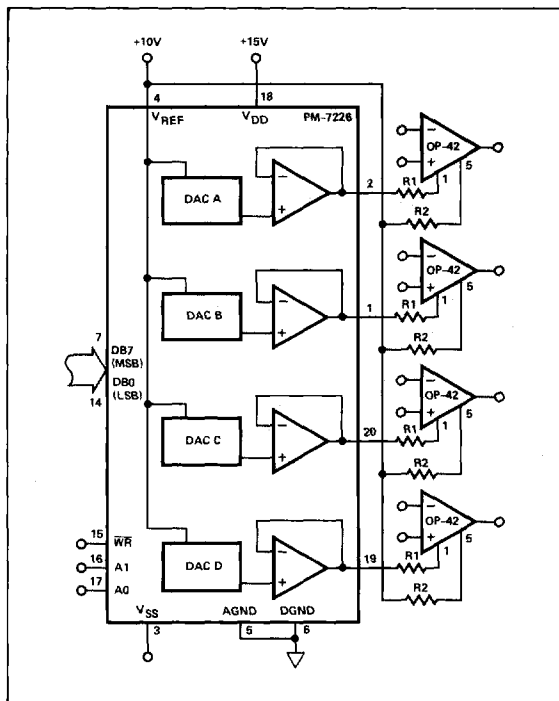 +10V +15V
4 18
VREF VDD PM-7226
OP-42
DAC A
2 R1 1 5
R2
OP-42
DAC B
1 R1 1 5
R2
7
DB7
(MSB)
DB0
(LSB)
14
OP-42
DAC C
20 R1 1 5
R2
OP-42
15 WR
DAC D
19 R1 1 5
16 A1
R2
17 A0
VSS AGND DGND
3 5 6